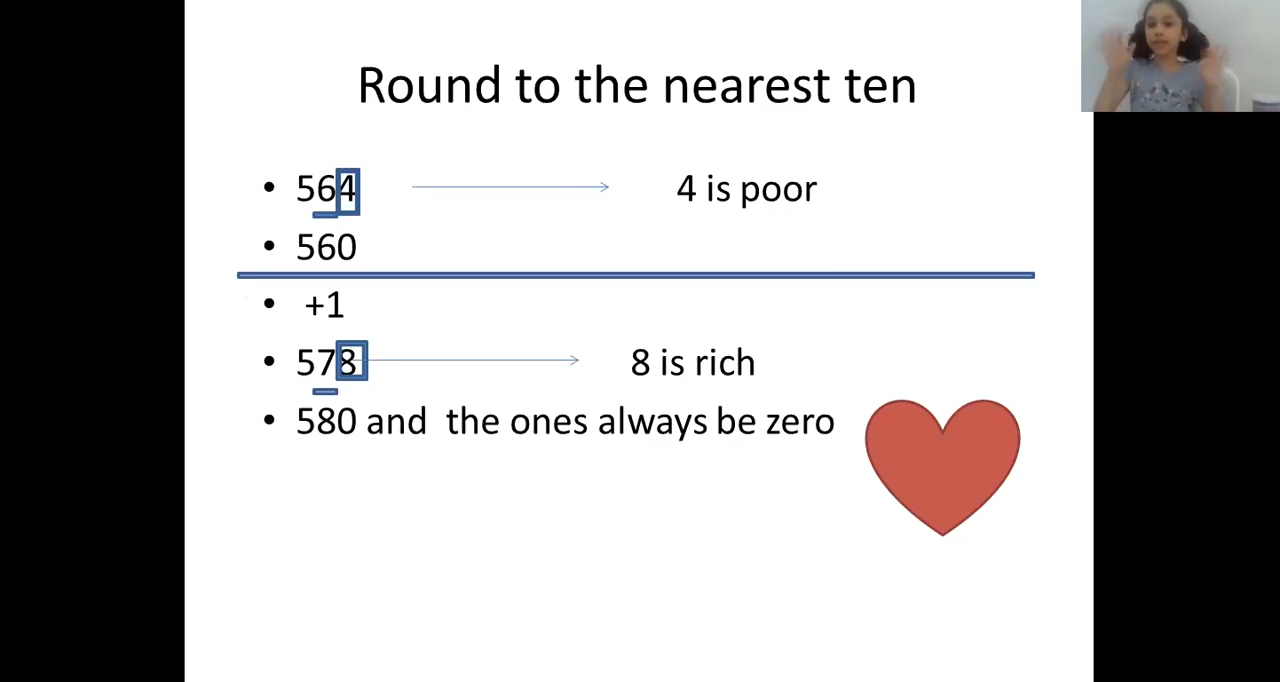 Round to the nearest ten
• 564 4 is poor
• 560
• +1
• 578 8 is rich
• 580 and the ones always be zero